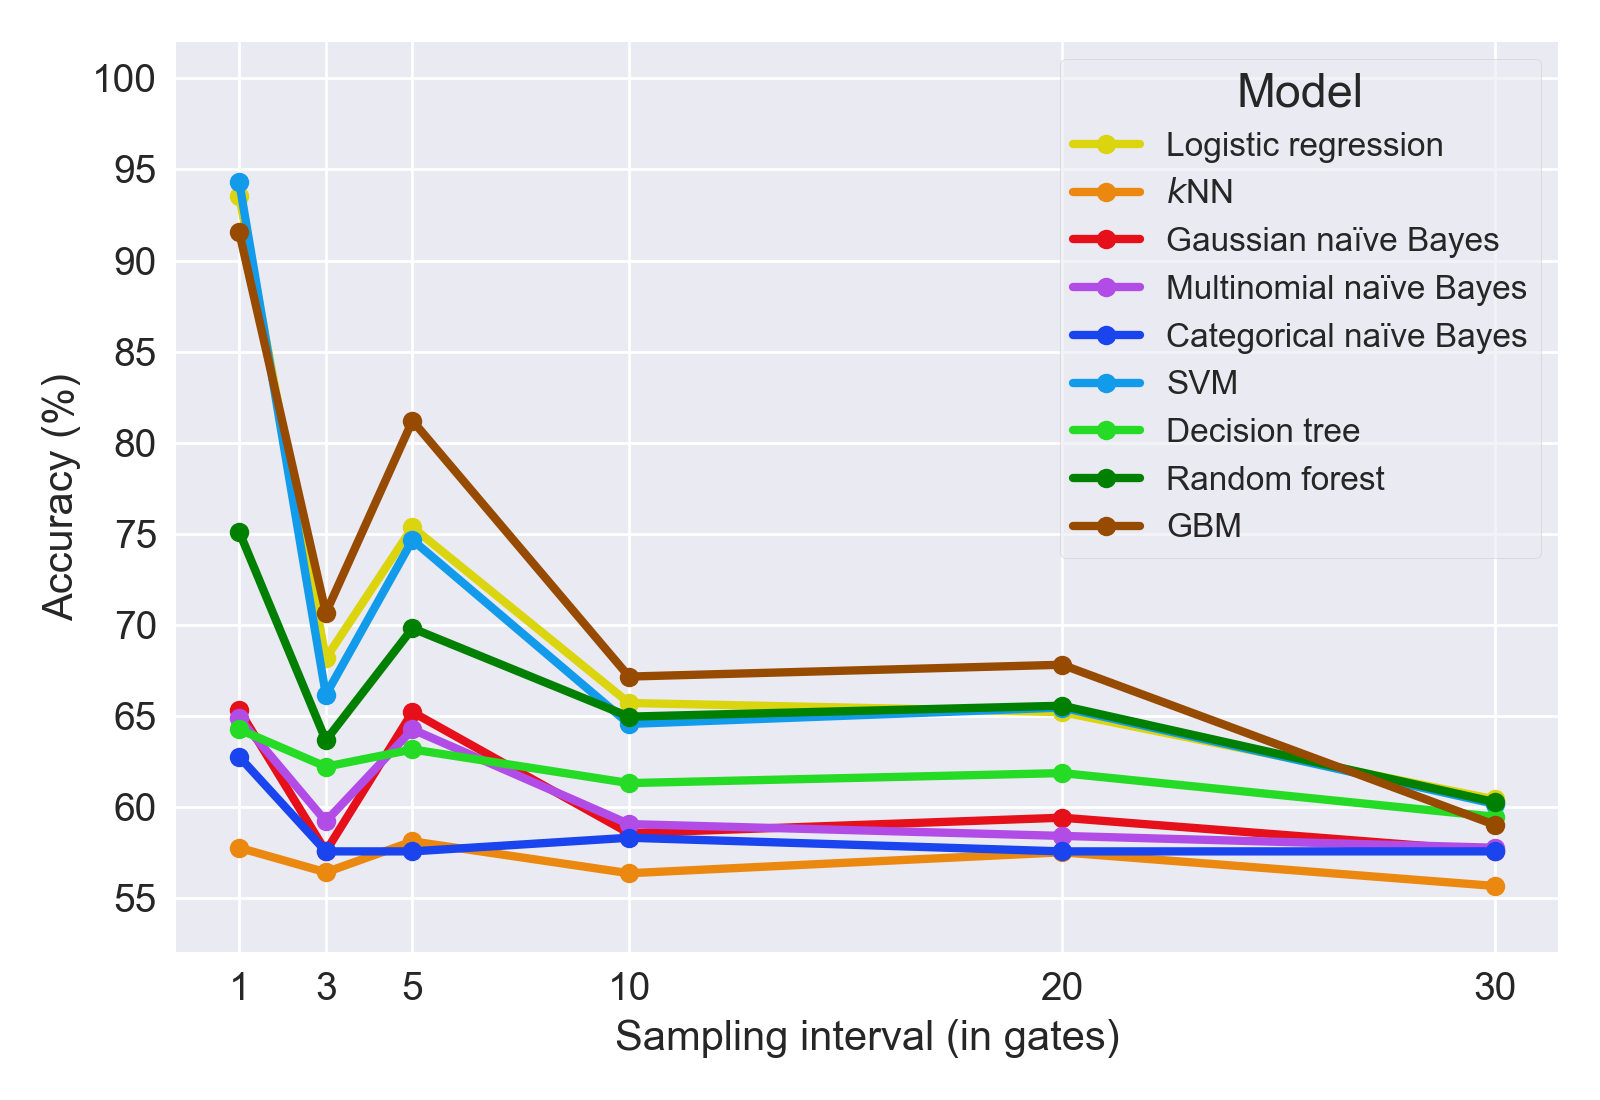 100
95
90
85
80
75
70
65
60
55
Accuracy (%)
1 3 5 10 20 30
Sampling interval (in gates)
Model
Logistic regression
kNN
Gaussian naïve Bayes
Multinomial naïve Bayes
Categorical naïve Bayes
SVM
Decision tree
Random forest
GBM